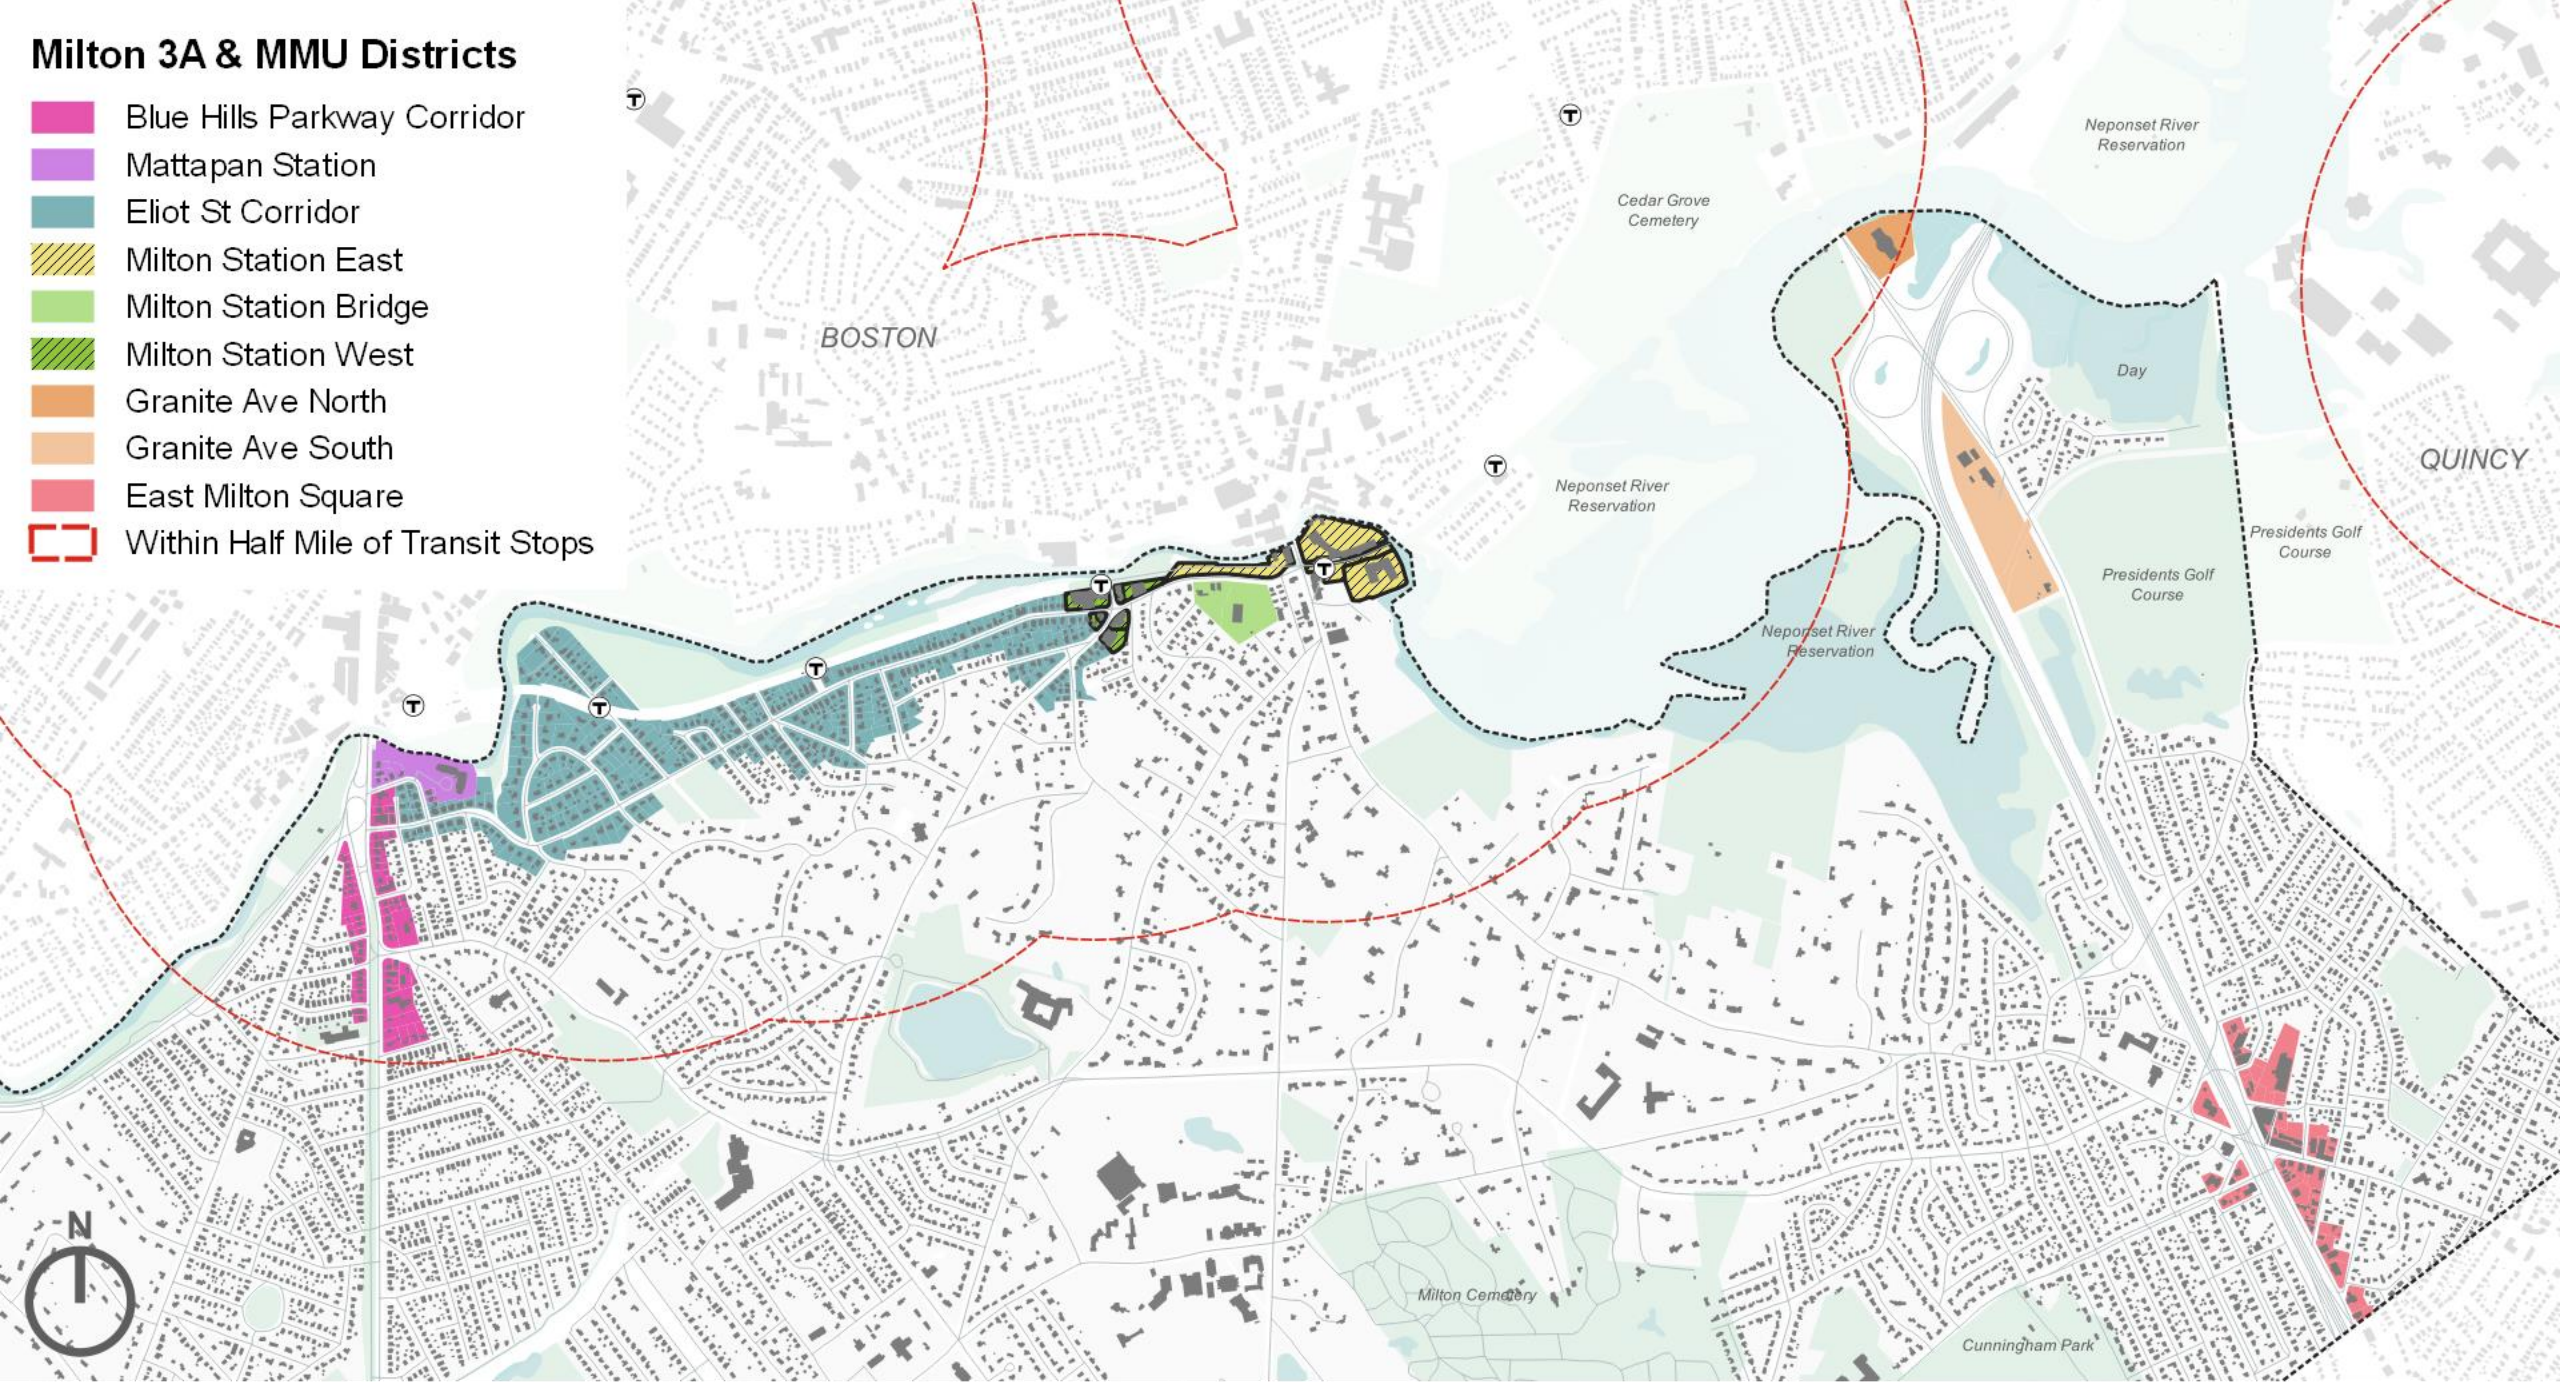 Milton 3A & MMU Districts
Blue Hills Parkway Corridor
Mattapan Station
Eliot St Corridor
Milton Station East
Milton Station Bridge
Milton Station West
Granite Ave North
Granite Ave South
East Milton Square
Within Half Mile of Transit Stops
T
T
Neponset River
Reservation
Cedar Grove
Cemetery
BOSTON
Day
QUINCY
T
Neponset River
Reservation
Presidents Golf
Course
T
T
Presidents Golf
Course
Neponset River
Reservation
T
T
T
N
Milton Cemetery
Cunningham Park